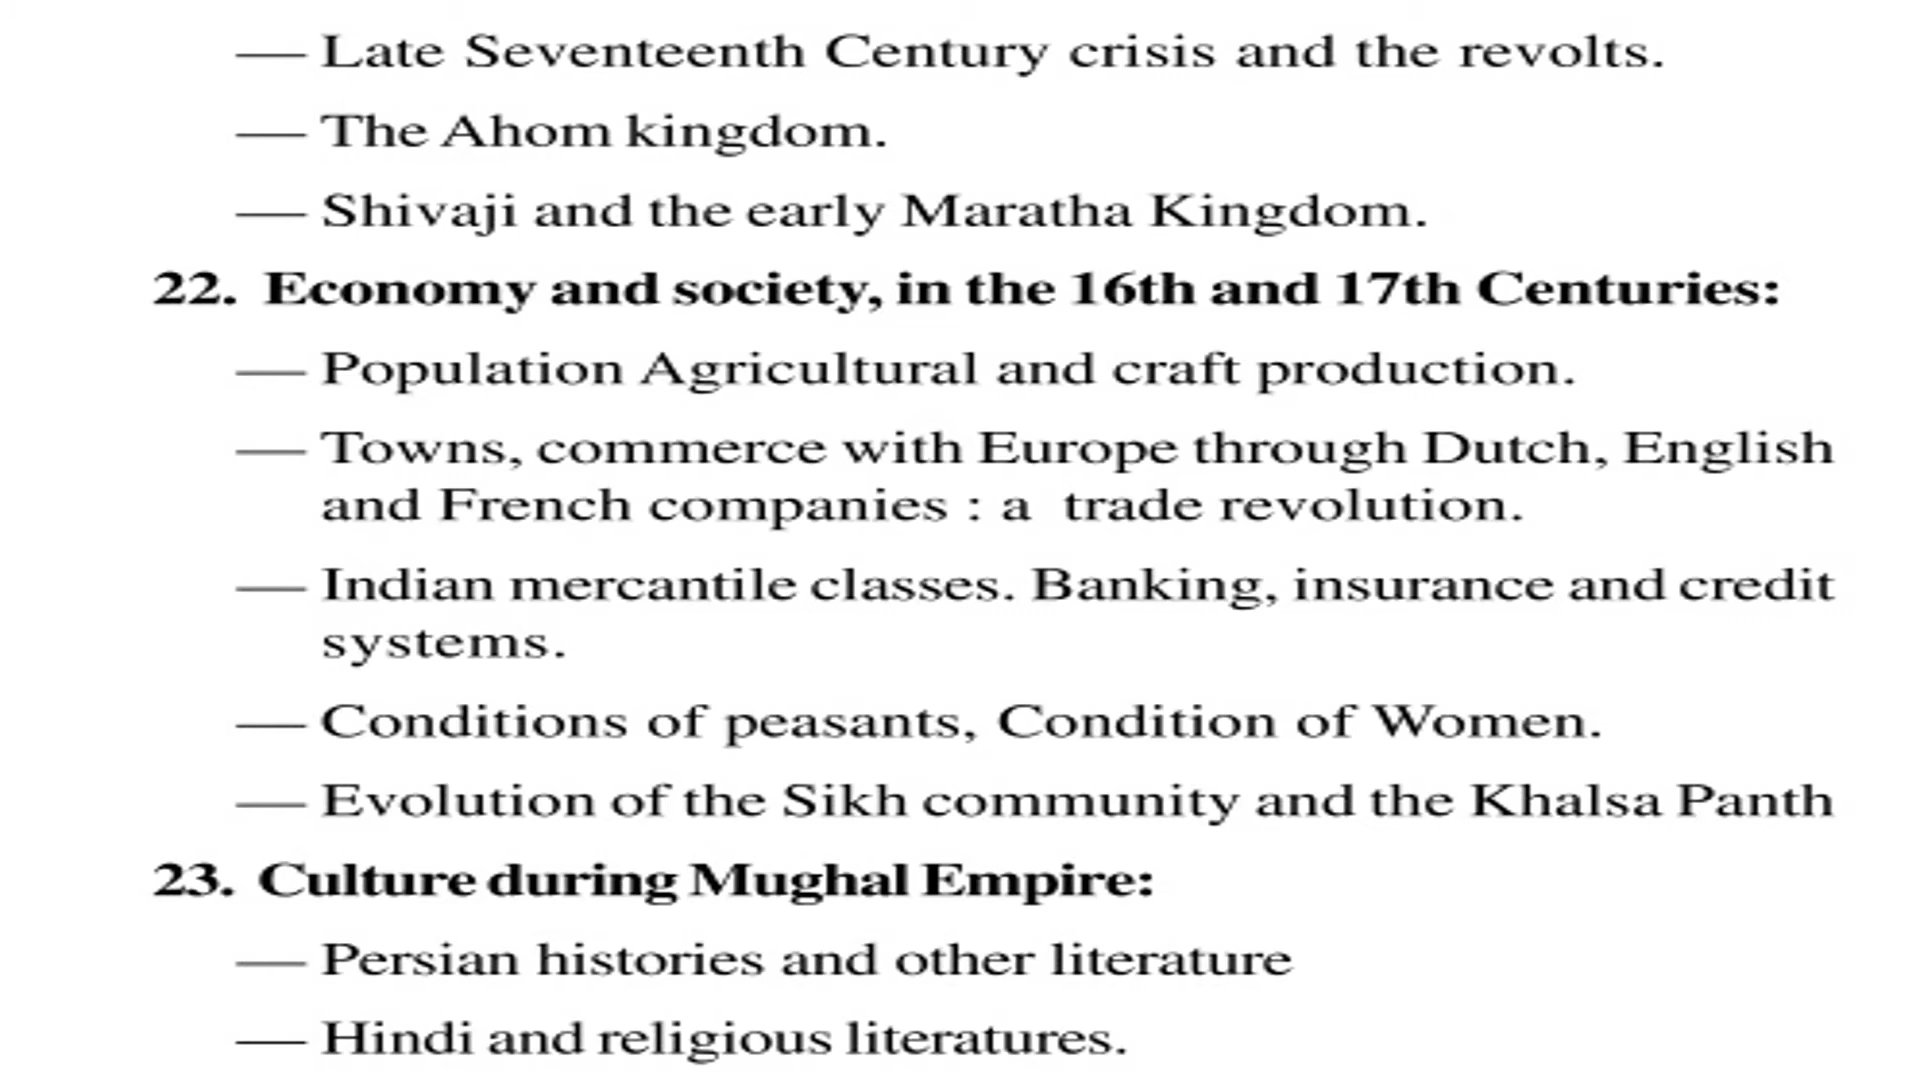 — Late Seventeenth Century crisis and the revolts.
— The Ahom kingdom.
— Shivaji and the early Maratha Kingdom.
22. Economy and society, in the 16th and 17th Centuries:
— Population Agricultural and craft production.
— Towns, commerce with Europe through Dutch, English
and French companies : a trade revolution.
— Indian mercantile classes. Banking, insurance and credit
systems.
— Conditions of peasants, Condition of Women.
— Evolution of the Sikh community and the Khalsa Panth
23. Culture during Mughal Empire:
— Persian histories and other literature
— Hindi and religious literatures.